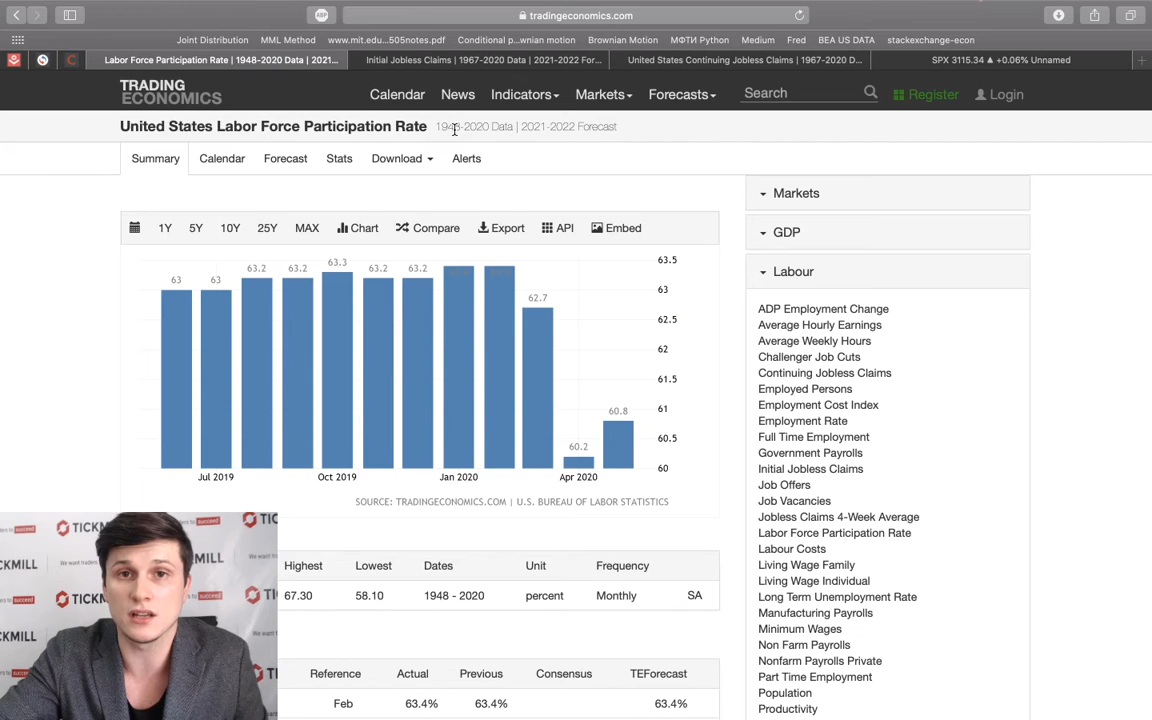 tradingeconomics.com
Joint Distribution MML Method www.mit.edu...505notes.pdf Conditional p...wnian motion Brownian Motion МФТИ Python Medium Fred BEA US DATA stackexchange-econ
Labor Force Participation Rate | 1948-2020 Data | 2021... Initial Jobless Claims | 1967-2020 Data | 2021-2022 For... United States Continuing Jobless Claims | 1967-2020 D... SPX 3115.34 ▲ +0.06% Unnamed
TRADING
ECONOMICS
Calendar News Indicators Markets Forecasts Search Register Login
United States Labor Force Participation Rate 1948-2020 Data | 2021-2022 Forecast
Summary Calendar Forecast Stats Download Alerts
1Y 5Y 10Y 25Y MAX Chart Compare Export API Embed
63 63 63.2 63.2 63.3 63.2 63.2 62.7 60.2 60.8
63.5
63
62.5
62
61.5
61
60.5
60
Jul 2019 Oct 2019 Jan 2020 Apr 2020
SOURCE: TRADINGECONOMICS.COM | U.S. BUREAU OF LABOR STATISTICS
Highest Lowest Dates Unit Frequency
67.30 58.10 1948 - 2020 percent Monthly SA
Reference Actual Previous Consensus TEForecast
Feb 63.4% 63.4% 63.4%
Markets
GDP
Labour
ADP Employment Change
Average Hourly Earnings
Average Weekly Hours
Challenger Job Cuts
Continuing Jobless Claims
Employed Persons
Employment Cost Index
Employment Rate
Full Time Employment
Government Payrolls
Initial Jobless Claims
Job Offers
Job Vacancies
Jobless Claims 4-Week Average
Labor Force Participation Rate
Labour Costs
Living Wage Family
Living Wage Individual
Long Term Unemployment Rate
Manufacturing Payrolls
Minimum Wages
Non Farm Payrolls
Nonfarm Payrolls Private
Part Time Employment
Population
Productivity